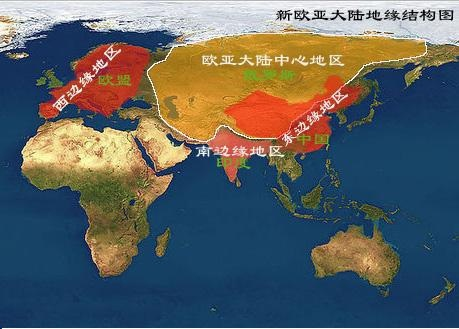 新欧亚大陆地缘结构图
西边缘地区
欧盟
欧亚大陆中心地区
俄罗斯
东边缘地区
中国
南边缘地区
印度